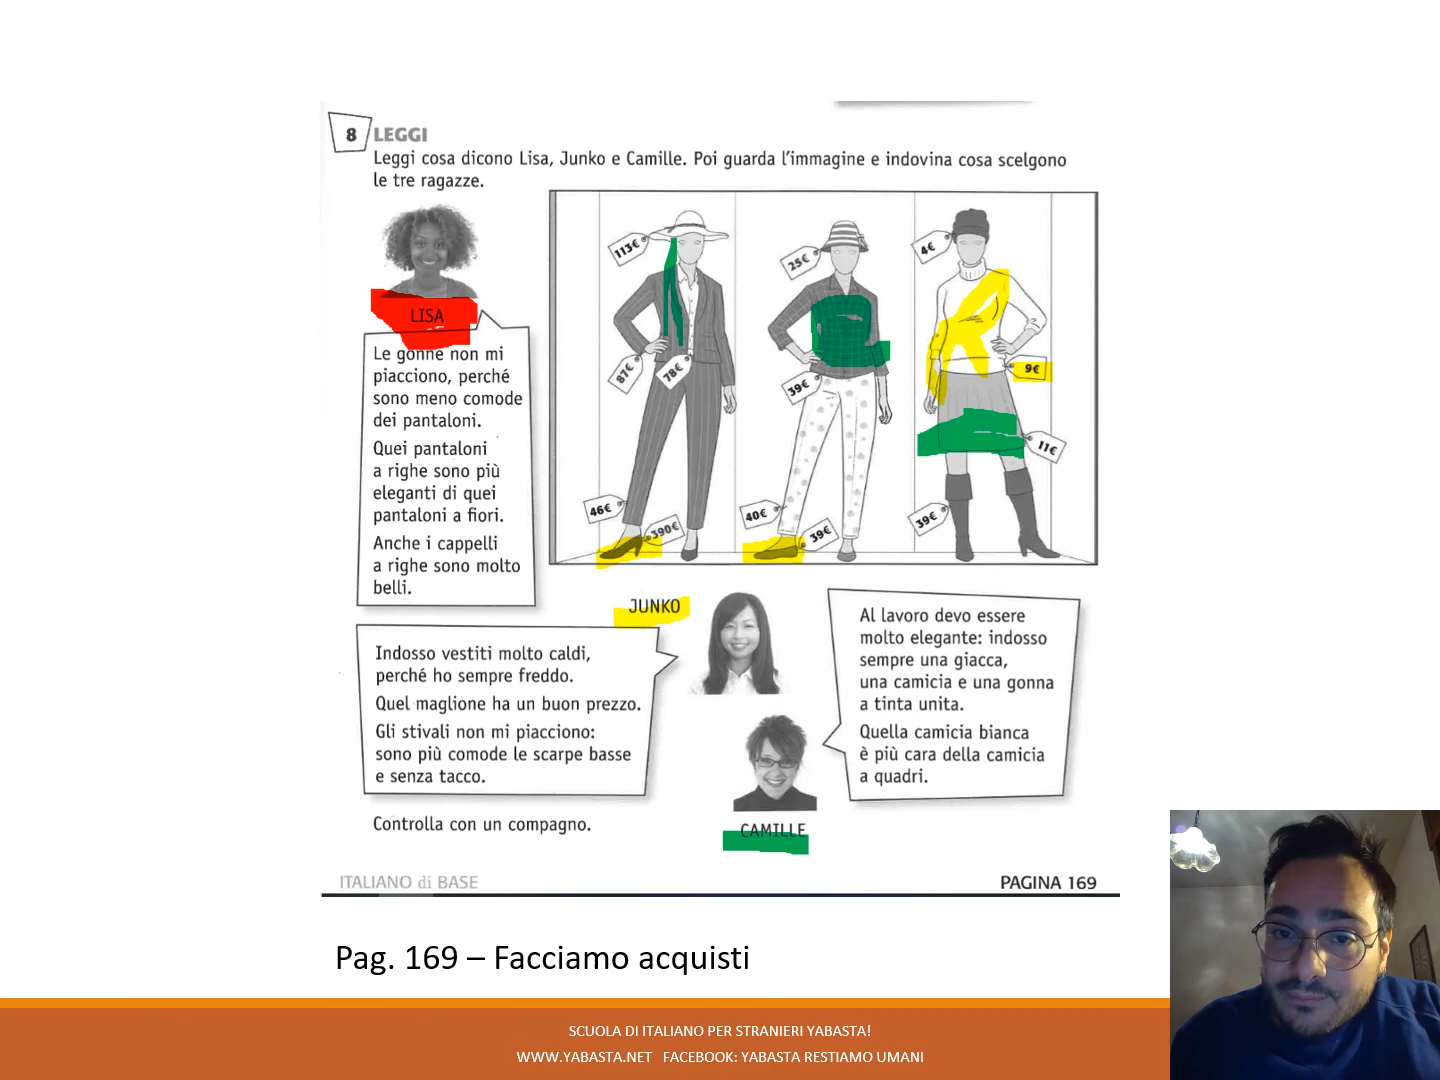 8 LEGGI
Leggi cosa dicono Lisa, Junko e Camille. Poi guarda l'immagine e indovina cosa scelgono
le tre ragazze.
LISA
Le gonne non mi
piacciono, perché
sono meno comode
dei pantaloni.
Quei pantaloni
a righe sono più
eleganti di quei
pantaloni a fiori.
Anche i cappelli
a righe sono molto
belli.
113€
87€
78€
46€
390€
25€
39€
40€
39€
4€
9€
11€
39€
JUNKO
Indosso vestiti molto caldi,
perché ho sempre freddo.
Quel maglione ha un buon prezzo.
Gli stivali non mi piacciono:
sono più comode le scarpe basse
e senza tacco.
Al lavoro devo essere
molto elegante: indosso
sempre una giacca,
una camicia e una gonna
a tinta unita.
Quella camicia bianca
è più cara della camicia
a quadri.
CAMILLE
Controlla con un compagno.
ITALIANO di BASE
PAGINA 169
Pag. 169 – Facciamo acquisti
SCUOLA DI ITALIANO PER STRANIERI YABASTA!
WWW.YABASTA.NET FACEBOOK: YABASTA RESTIAMO UMANI